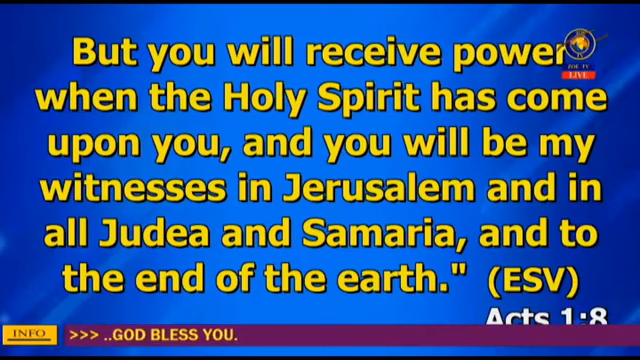 ZOE TV
LIVE
But you will receive power
when the Holy Spirit has come
upon you, and you will be my
witnesses in Jerusalem and in
all Judea and Samaria, and to
the end of the earth." (ESV)
Acts 1:8
INFO >>> ..GOD BLESS YOU.